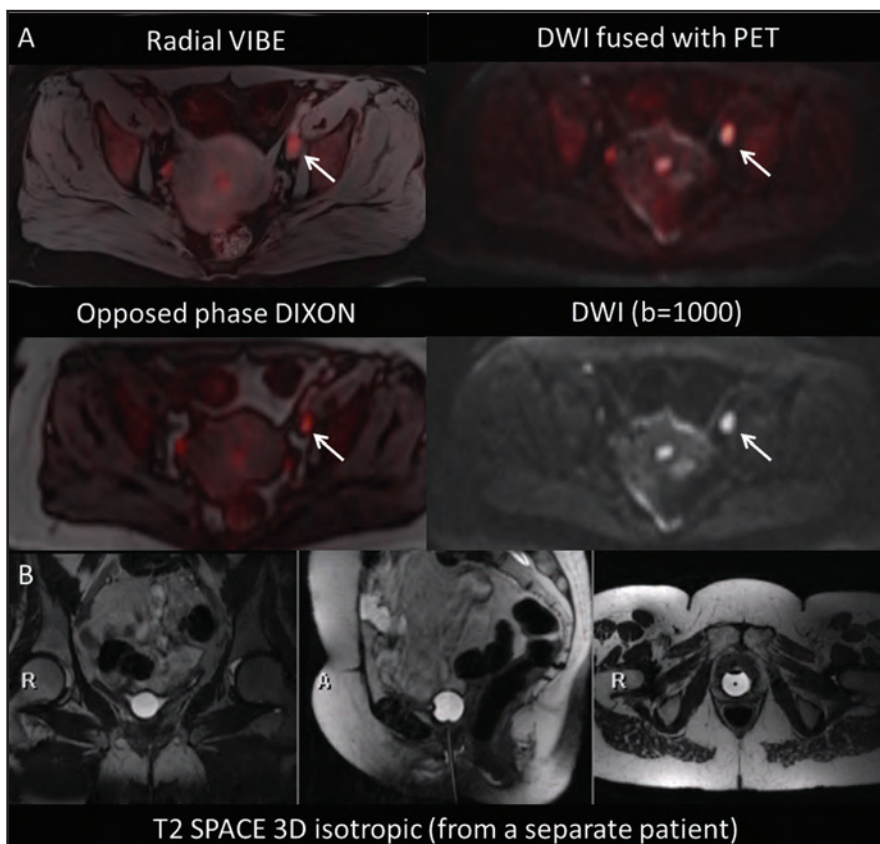 A
Radial VIBE
DWI fused with PET
Opposed phase DIXON
DWI (b=1000)
B
R
A
R
T2 SPACE 3D isotropic (from a separate patient)